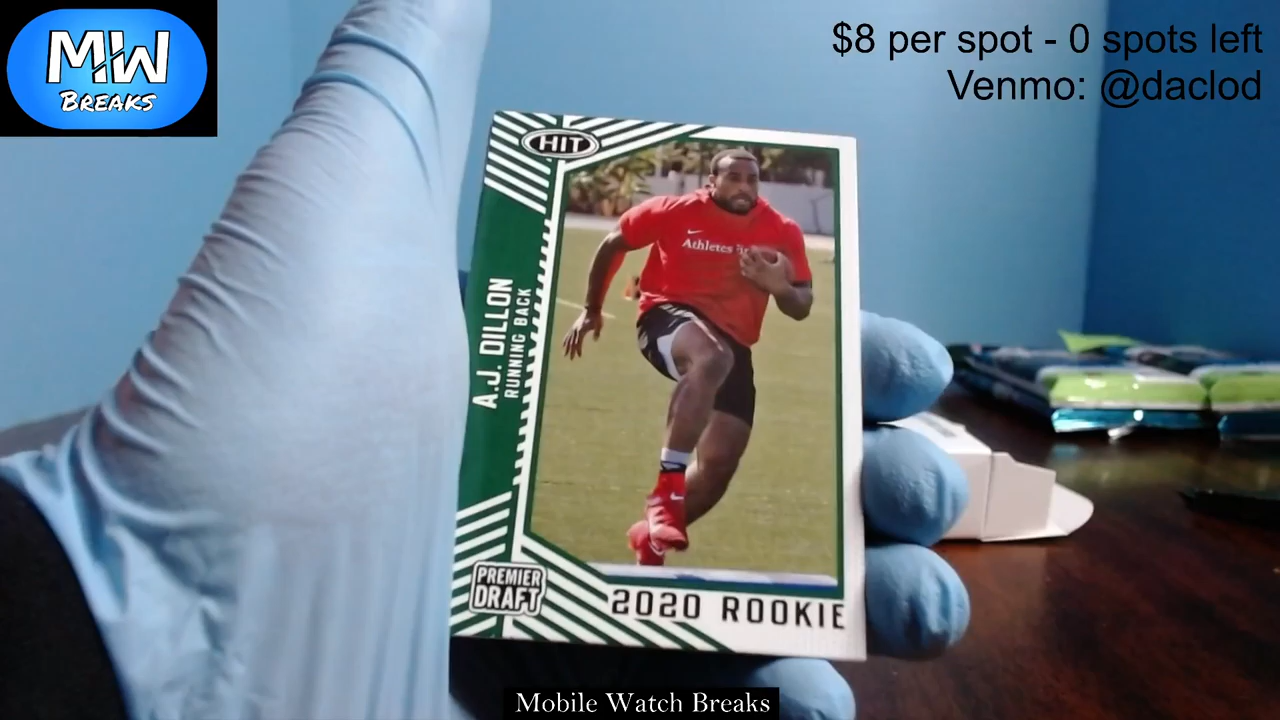 MW
BREAKS
$8 per spot - 0 spots left
Venmo: @daclod
HIT
Athletes
A.J. DILLON
RUNNING BACK
PREMIER
DRAFT
2020 ROOKIE
Mobile Watch Breaks